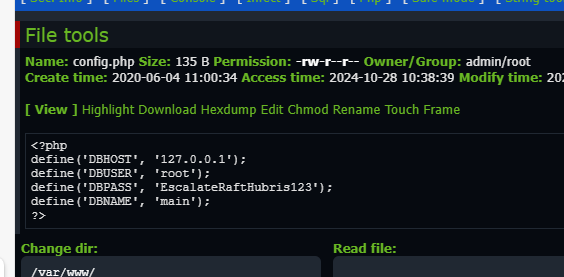 [ Sec. Info ] [ Files ] [ Console ] [ Infect ] [ Sql ] [ Php ] [ Safe mode ] [ String too
File tools
Name: config.php Size: 135 B Permission: -rw-r--r-- Owner/Group: admin/root
Create time: 2020-06-04 11:00:34 Access time: 2024-10-28 10:38:39 Modify time: 202
[ View ] Highlight Download Hexdump Edit Chmod Rename Touch Frame
<?php
define('DBHOST', '127.0.0.1');
define('DBUSER', 'root');
define('DBPASS', 'EscalateRaftHubris123');
define('DBNAME', 'main');
?>
Change dir:
Read file:
/var/www/